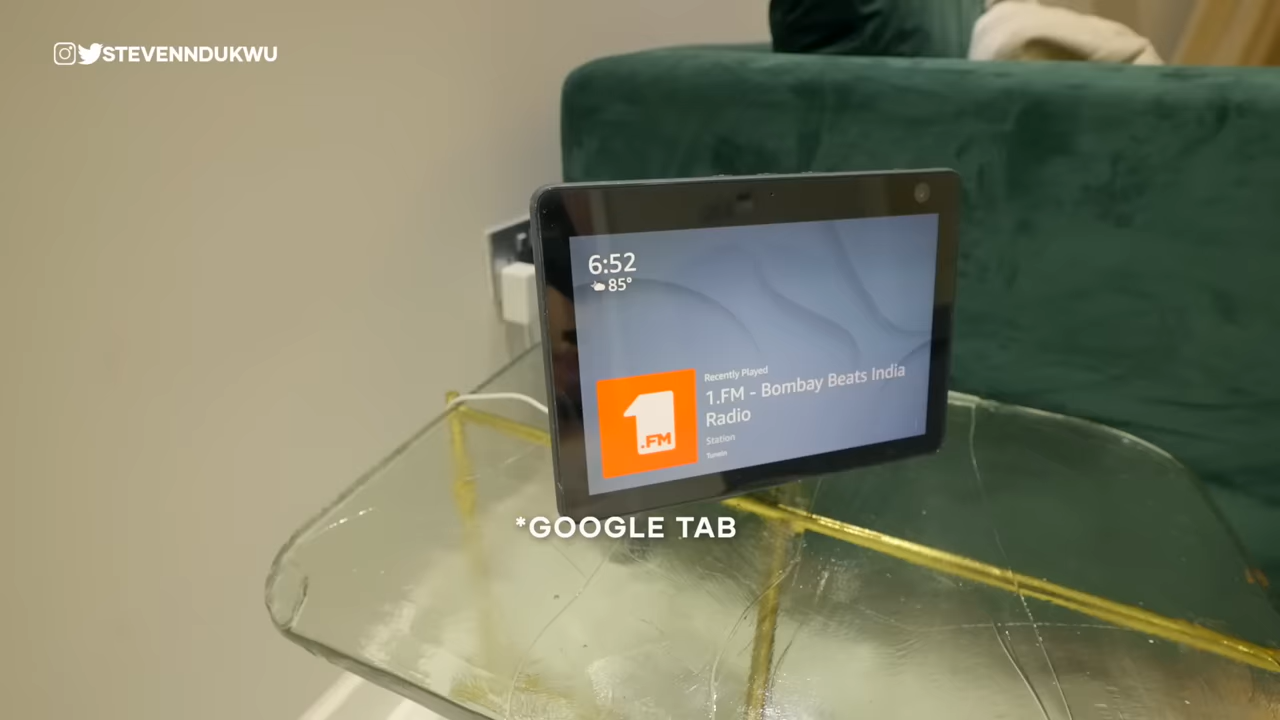 STEVENNDUKWU
6:52
85°
Recently Played
1.FM - Bombay Beats India
Radio
Station
TuneIn
1
.FM
*GOOGLE TAB